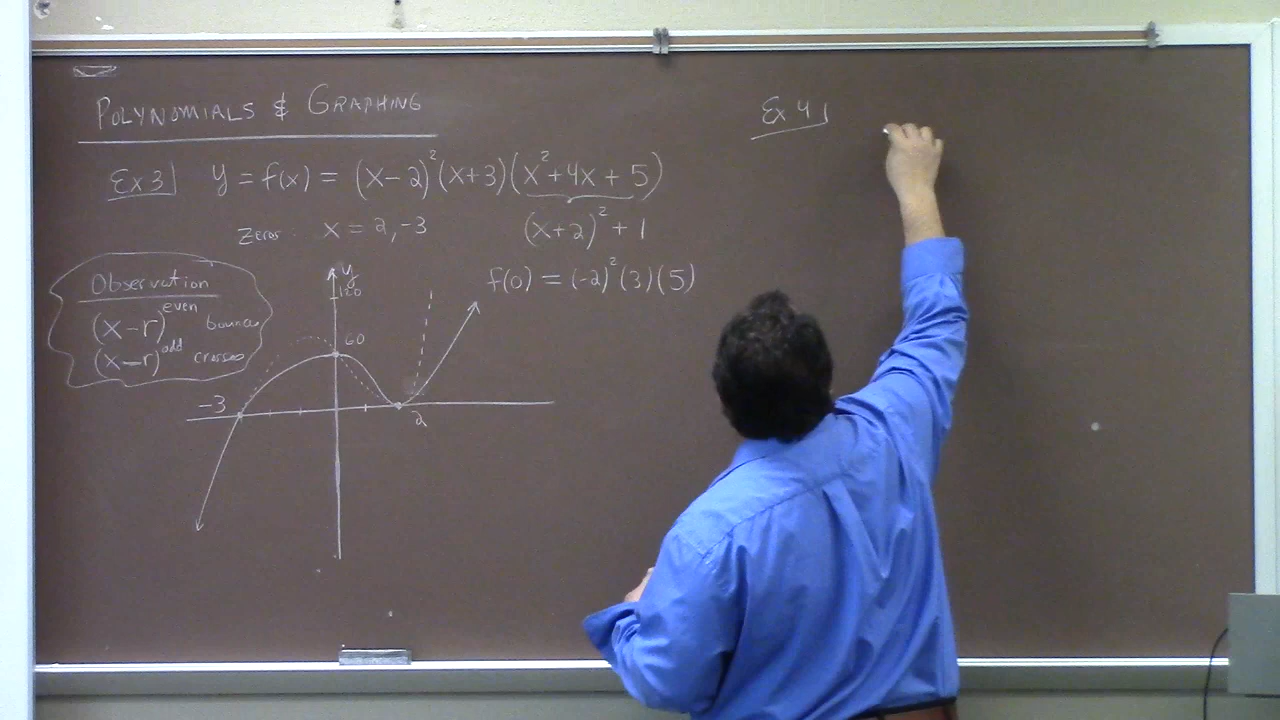 POLYNOMIALS & GRAPHING
Ex 3 y = f(x) = (x-2)²(x+3)(x²+4x+5)
Zeros: x = 2, -3
(x+2)² + 1
f(0) = (-2)²(3)(5)
Observation
(x-r)^even bounces
(x-r)^odd crosses
y
120
60
-3
2
Ex 4